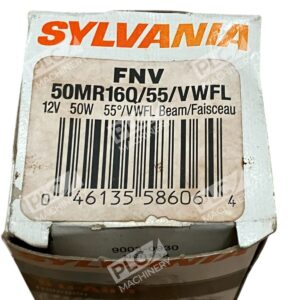 SYLVANIA
FNV
50MR16Q/55/VWFL
12V 50W 55°/VWFL Beam/Faisceau
0 46135 58606 4